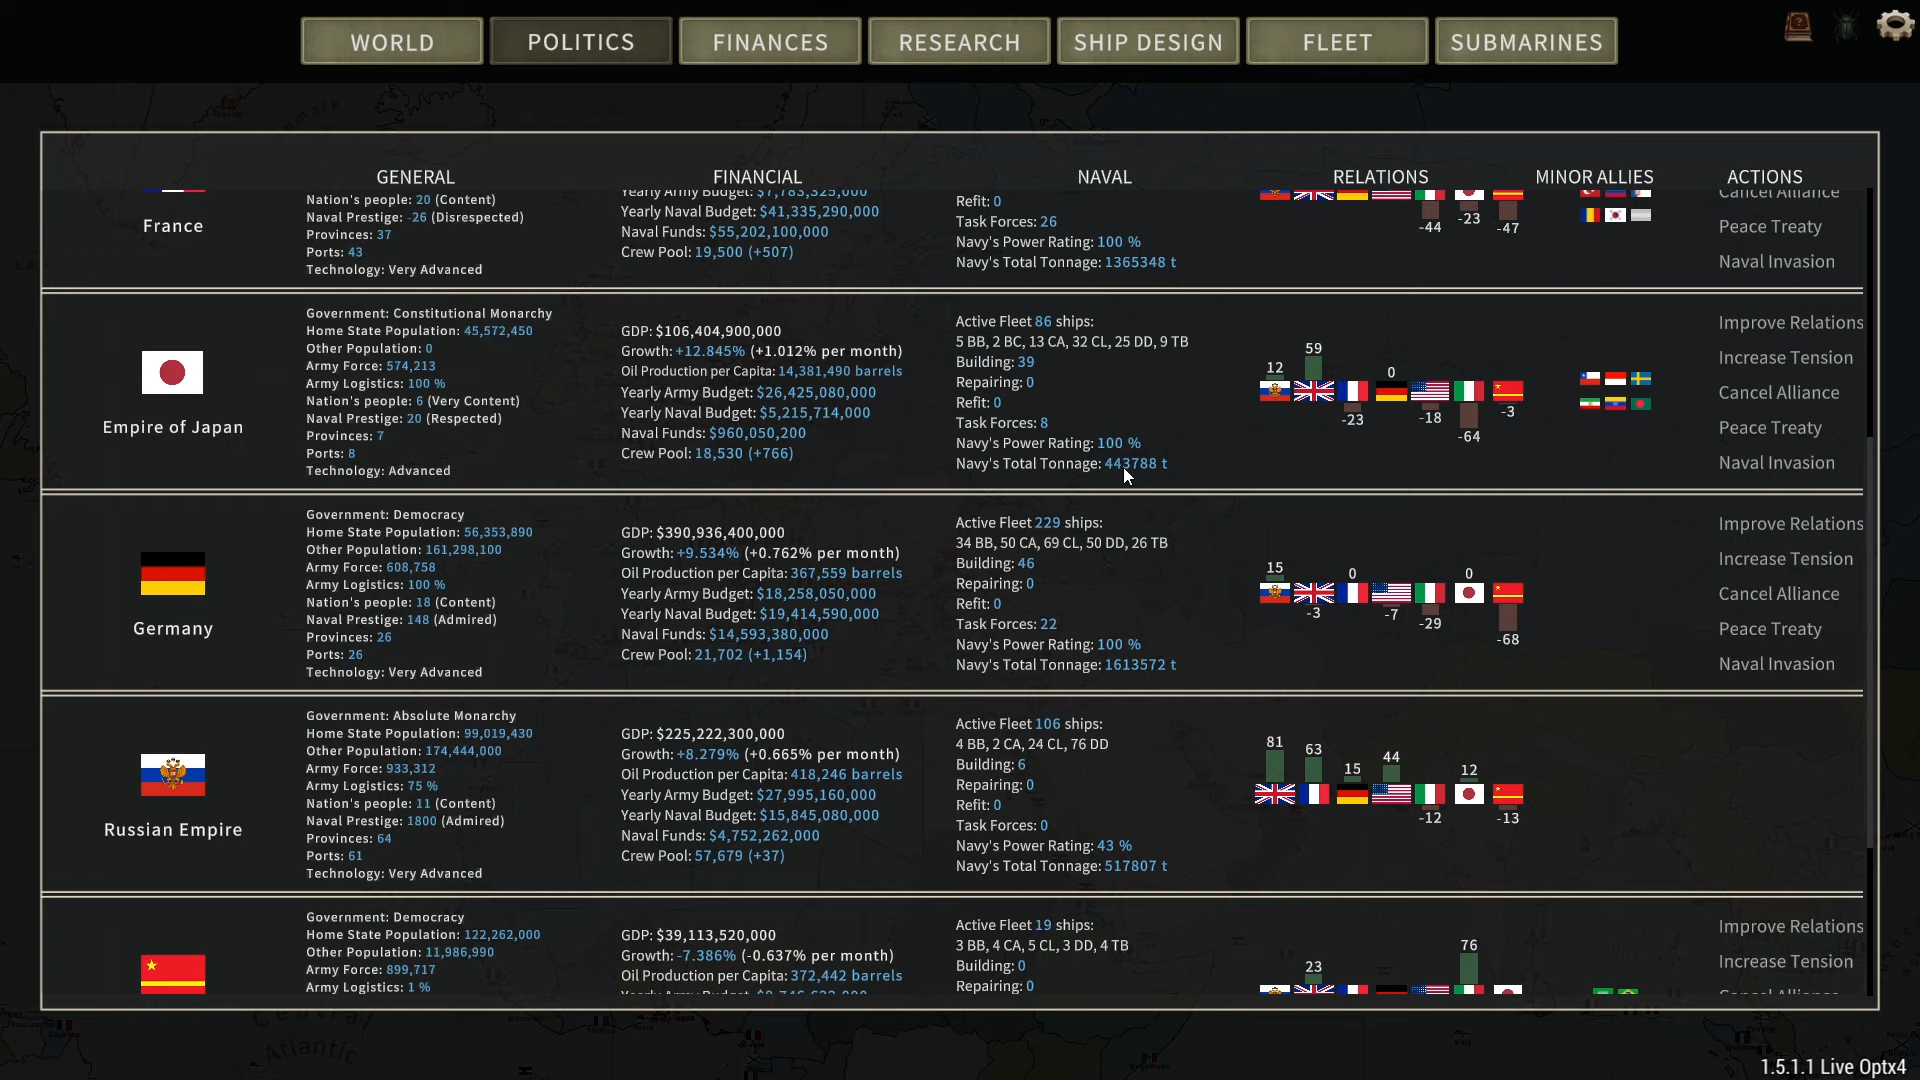 WORLD
POLITICS
FINANCES
RESEARCH
SHIP DESIGN
FLEET
SUBMARINES
GENERAL
FINANCIAL
NAVAL
RELATIONS
MINOR ALLIES
ACTIONS
France
Nation's people: 20 (Content)
Naval Prestige: -26 (Disrespected)
Provinces: 37
Ports: 43
Technology: Very Advanced
Yearly Army Budget: $7,783,325,000
Yearly Naval Budget: $41,335,290,000
Naval Funds: $55,202,100,000
Crew Pool: 19,500 (+507)
Refit: 0
Task Forces: 26
Navy's Power Rating: 100 %
Navy's Total Tonnage: 1365348 t
-44
-23
-47
Cancel Alliance
Peace Treaty
Naval Invasion
Empire of Japan
Government: Constitutional Monarchy
Home State Population: 45,572,450
Other Population: 0
Army Force: 574,213
Army Logistics: 100 %
Nation's people: 6 (Very Content)
Naval Prestige: 20 (Respected)
Provinces: 7
Ports: 8
Technology: Advanced
GDP: $106,404,900,000
Growth: +12.845% (+1.012% per month)
Oil Production per Capita: 14,381,490 barrels
Yearly Army Budget: $26,425,080,000
Yearly Naval Budget: $5,215,714,000
Naval Funds: $960,050,200
Crew Pool: 18,530 (+766)
Active Fleet 86 ships:
5 BB, 2 BC, 13 CA, 32 CL, 25 DD, 9 TB
Building: 39
Repairing: 0
Refit: 0
Task Forces: 8
Navy's Power Rating: 100 %
Navy's Total Tonnage: 443788 t
12
59
-23
0
-18
-64
-3
Improve Relations
Increase Tension
Cancel Alliance
Peace Treaty
Naval Invasion
Germany
Government: Democracy
Home State Population: 56,353,890
Other Population: 161,298,100
Army Force: 608,758
Army Logistics: 100 %
Nation's people: 18 (Content)
Naval Prestige: 148 (Admired)
Provinces: 26
Ports: 26
Technology: Very Advanced
GDP: $390,936,400,000
Growth: +9.534% (+0.762% per month)
Oil Production per Capita: 367,559 barrels
Yearly Army Budget: $18,258,050,000
Yearly Naval Budget: $19,414,590,000
Naval Funds: $14,593,380,000
Crew Pool: 21,702 (+1,154)
Active Fleet 229 ships:
34 BB, 50 CA, 69 CL, 50 DD, 26 TB
Building: 46
Repairing: 0
Refit: 0
Task Forces: 22
Navy's Power Rating: 100 %
Navy's Total Tonnage: 1613572 t
15
-3
0
-7
-29
0
-68
Improve Relations
Increase Tension
Cancel Alliance
Peace Treaty
Naval Invasion
Russian Empire
Government: Absolute Monarchy
Home State Population: 99,019,430
Other Population: 174,444,000
Army Force: 933,312
Army Logistics: 75 %
Nation's people: 11 (Content)
Naval Prestige: 1800 (Admired)
Provinces: 64
Ports: 61
Technology: Very Advanced
GDP: $225,222,300,000
Growth: +8.279% (+0.665% per month)
Oil Production per Capita: 418,246 barrels
Yearly Army Budget: $27,995,160,000
Yearly Naval Budget: $15,845,080,000
Naval Funds: $4,752,262,000
Crew Pool: 57,679 (+37)
Active Fleet 106 ships:
4 BB, 2 CA, 24 CL, 76 DD
Building: 6
Repairing: 0
Refit: 0
Task Forces: 0
Navy's Power Rating: 43 %
Navy's Total Tonnage: 517807 t
81
63
15
44
-12
12
-13
Government: Democracy
Home State Population: 122,262,000
Other Population: 11,986,990
Army Force: 899,717
Army Logistics: 1 %
GDP: $39,113,520,000
Growth: -7.386% (-0.637% per month)
Oil Production per Capita: 372,442 barrels
Active Fleet 19 ships:
3 BB, 4 CA, 5 CL, 3 DD, 4 TB
Building: 0
Repairing: 0
23
76
Improve Relations
Increase Tension
Central
Atlantic
1.5.1.1 Live Optx4